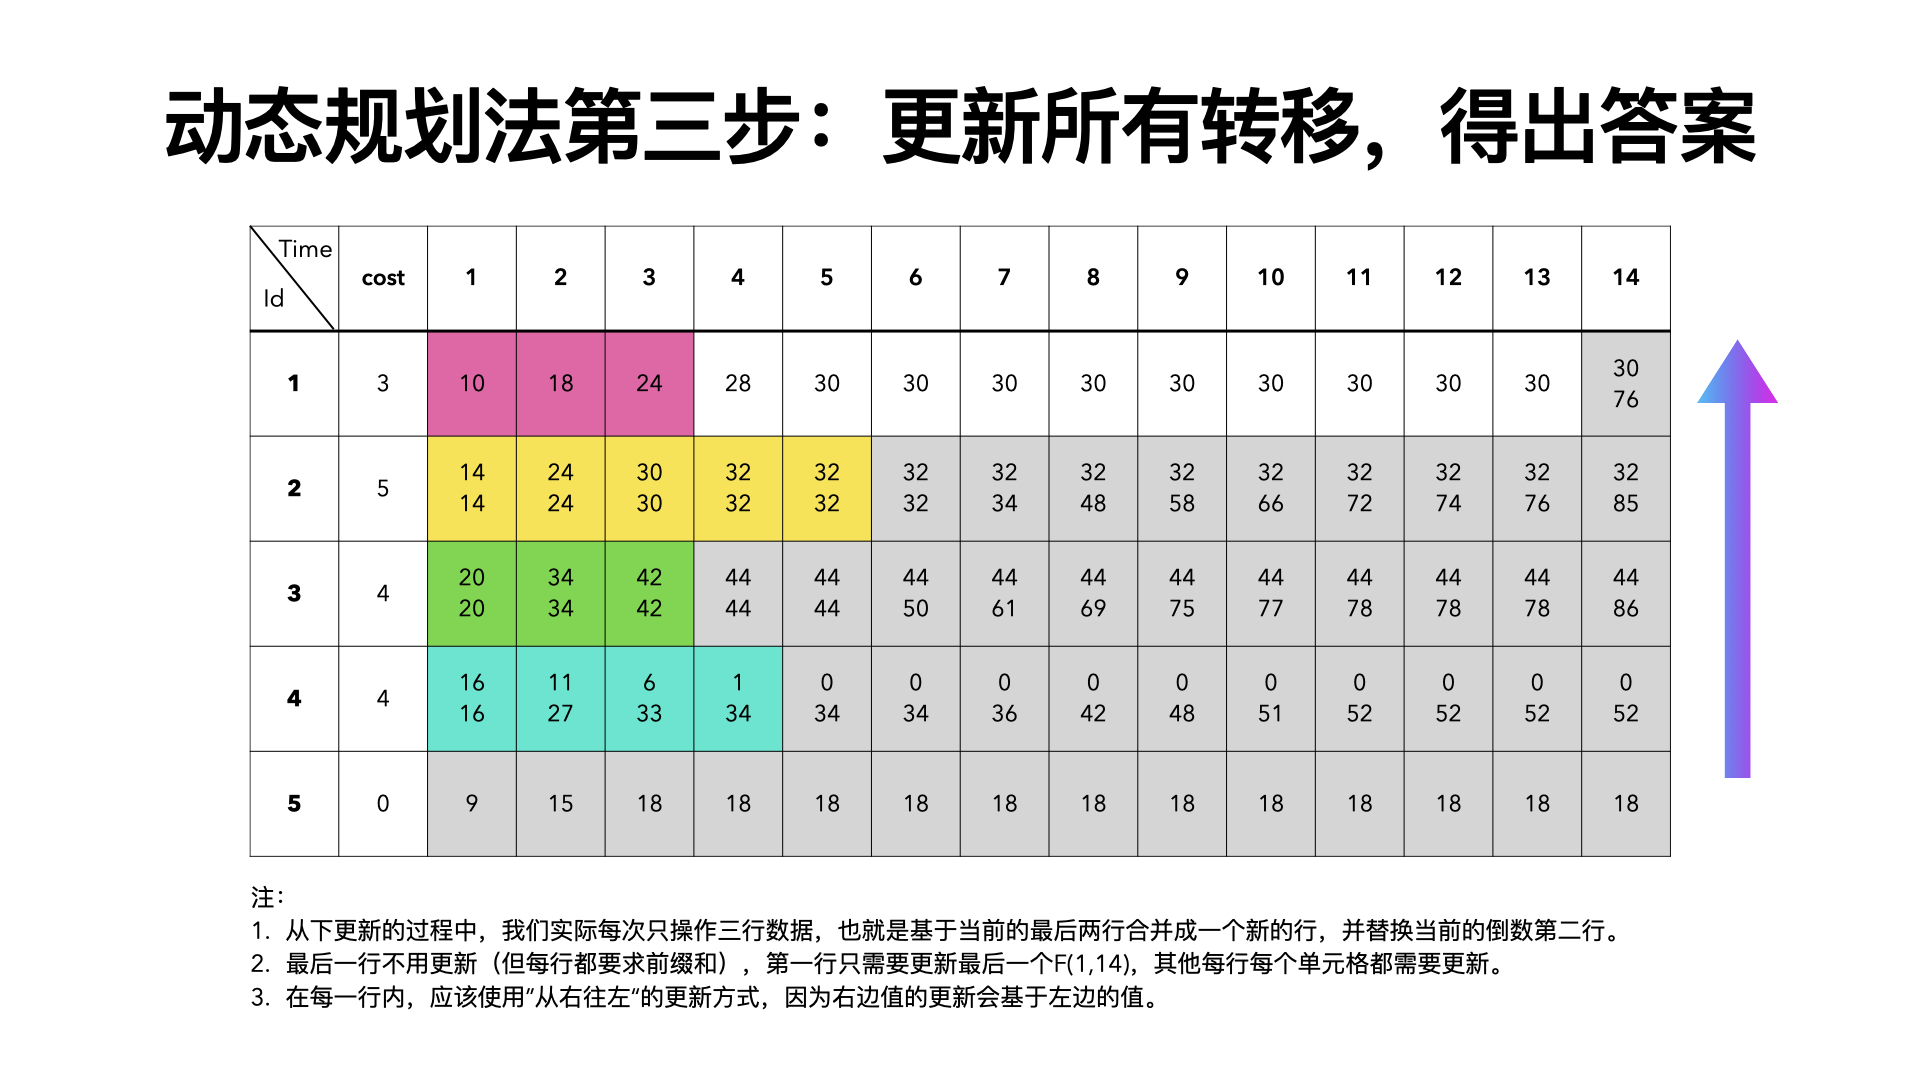 动态规划法第三步：更新所有转移，得出答案
Time
Id
cost 1 2 3 4 5 6 7 8 9 10 11 12 13 14
1 3 10 18 24 28 30 30 30 30 30 30 30 30 30 30
76
2 5 14 24 30 32 32 32 32 32 32 32 32 32 32 32
14 24 30 32 32 32 34 48 58 66 72 74 76 85
3 4 20 34 42 44 44 44 44 44 44 44 44 44 44 44
20 34 42 44 44 50 61 69 75 77 78 78 78 86
4 4 16 11 6 1 0 0 0 0 0 0 0 0 0 0
16 27 33 34 34 34 36 42 48 51 52 52 52 52
5 0 9 15 18 18 18 18 18 18 18 18 18 18 18 18
注：
1. 从下更新的过程中，我们实际每次只操作三行数据，也就是基于当前的最后两行合并成一个新的行，并替换当前的倒数第二行。
2. 最后一行不用更新（但每行都要求前缀和），第一行只需要更新最后一个F(1,14)，其他每行每个单元格都需要更新。
3. 在每一行内，应该使用”从右往左“的更新方式，因为右边值的更新会基于左边的值。